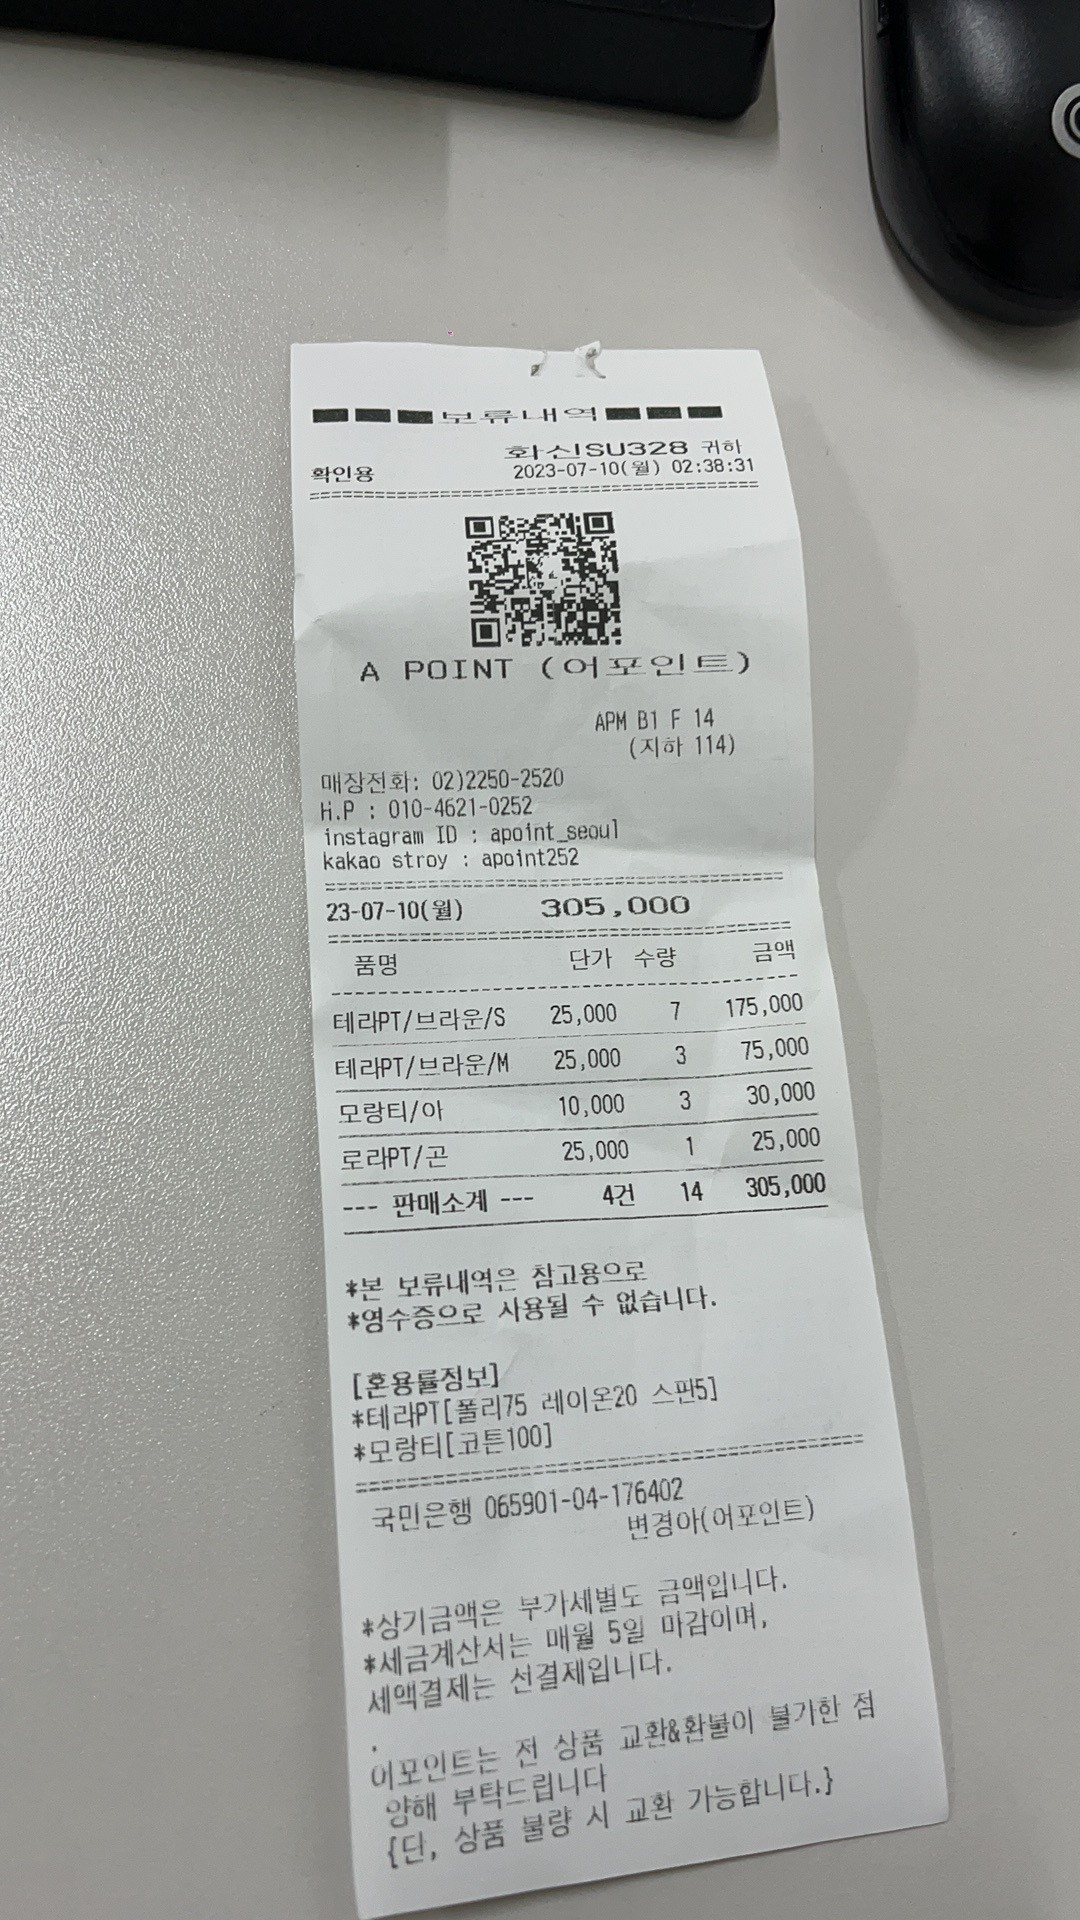 보류내역
화신SU328 귀하
확인용 2023-07-10(월) 02:38:31
A POINT (어포인트)
APM B1 F 14
(지하 114)
매장전화: 02)2250-2520
H.P : 010-4621-0252
instagram ID : apoint_seoul
kakao stroy : apoint252
23-07-10(월) 305,000
품명 단가 수량 금액
테라PT/브라운/S 25,000 7 175,000
테라PT/브라운/M 25,000 3 75,000
모랑티/아 10,000 3 30,000
로라PT/곤 25,000 1 25,000
--- 판매소계 --- 4건 14 305,000
*본 보류내역은 참고용으로
*영수증으로 사용될 수 없습니다.
[혼용률정보]
*테라PT[폴리75 레이온20 스판5]
*모랑티[코튼100]
국민은행 065901-04-176402
변경아(어포인트)
*상기금액은 부가세별도 금액입니다.
*세금계산서는 매월 5일 마감이며,
세액결제는 선결제입니다.
.
어포인트는 전 상품 교환&환불이 불가한 점
양해 부탁드립니다
{단, 상품 불량 시 교환 가능합니다.}